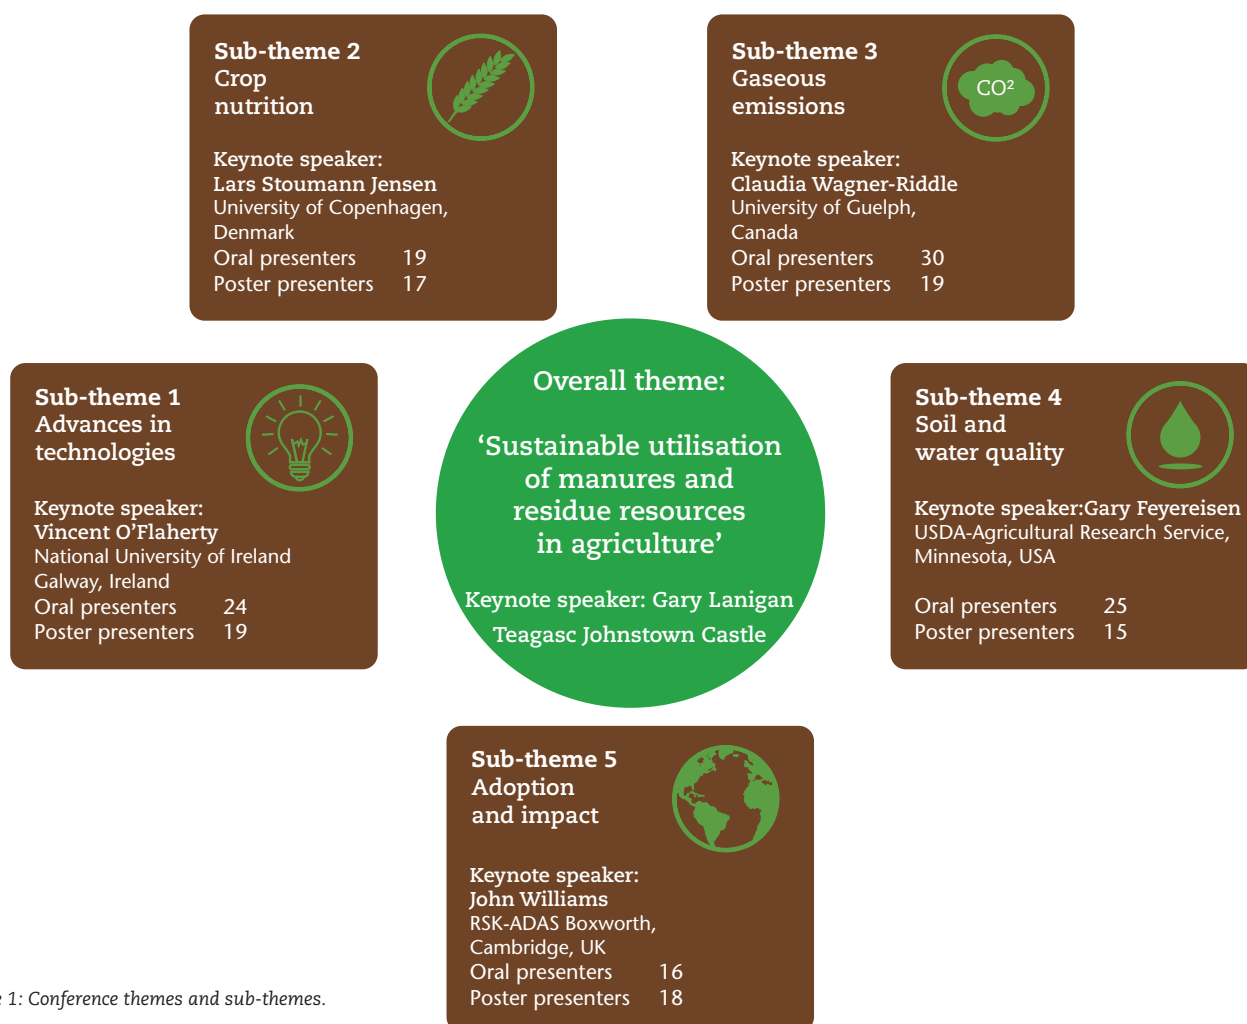 Sub-theme 2
Crop
nutrition
Keynote speaker:
Lars Stoumann Jensen
University of Copenhagen,
Denmark
Oral presenters 19
Poster presenters 17
Sub-theme 3
Gaseous
emissions
CO²
Keynote speaker:
Claudia Wagner-Riddle
University of Guelph,
Canada
Oral presenters 30
Poster presenters 19
Sub-theme 1
Advances in
technologies
Keynote speaker:
Vincent O’Flaherty
National University of Ireland
Galway, Ireland
Oral presenters 24
Poster presenters 19
Overall theme:
‘Sustainable utilisation
of manures and
residue resources
in agriculture’
Keynote speaker: Gary Lanigan
Teagasc Johnstown Castle
Sub-theme 4
Soil and
water quality
Keynote speaker:Gary Feyereisen
USDA-Agricultural Research Service,
Minnesota, USA
Oral presenters 25
Poster presenters 15
Sub-theme 5
Adoption
and impact
Keynote speaker:
John Williams
RSK-ADAS Boxworth,
Cambridge, UK
Oral presenters 16
Poster presenters 18
1: Conference themes and sub-themes.